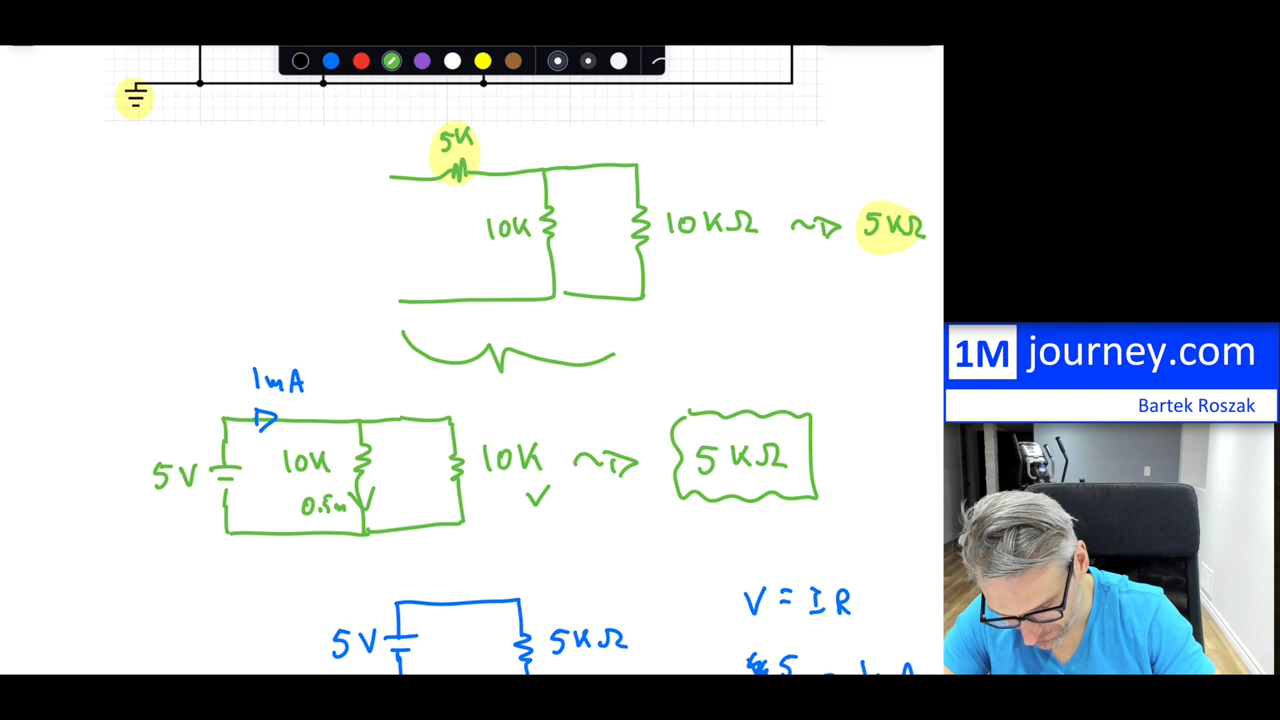 5K
10K
10KΩ
5KΩ
1M journey.com
Bartek Roszak
1mA
5V
10K
0.5m
10K
5KΩ
V = IR
5V
5KΩ
5